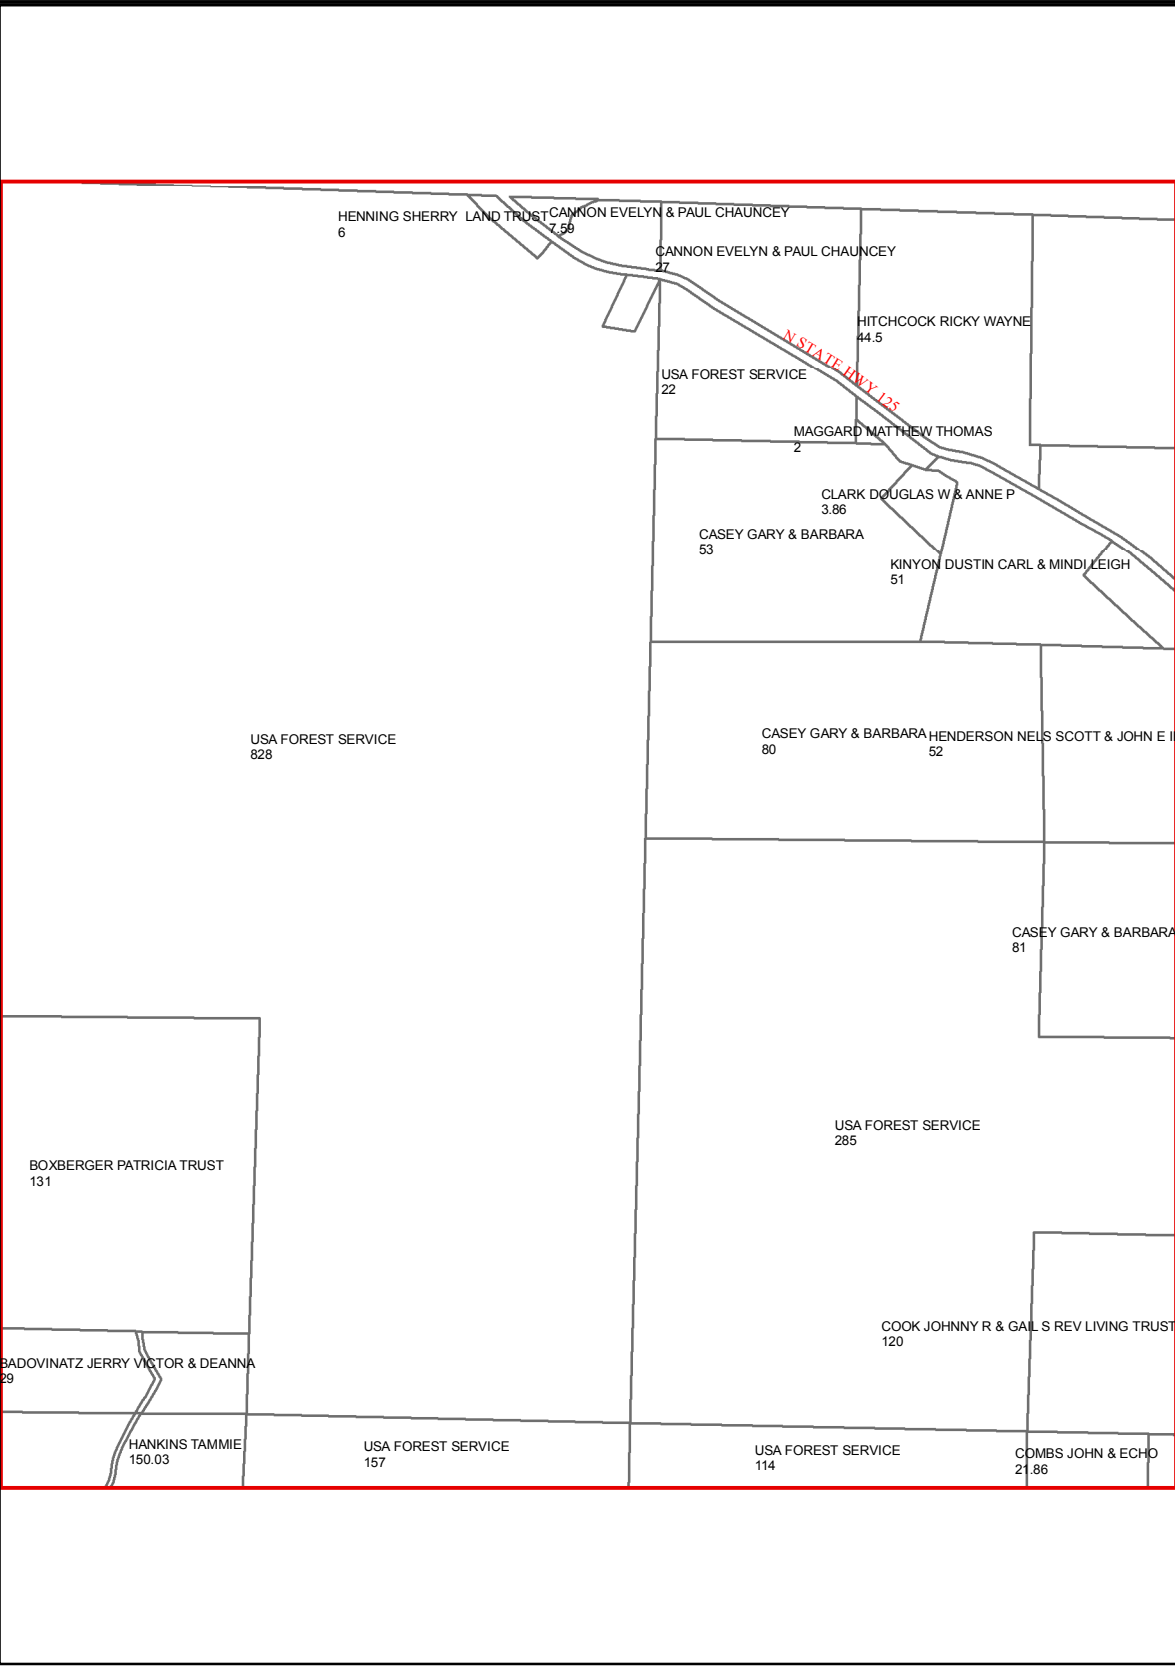 HENNING SHERRY  LAND TRUST
6
CANNON EVELYN & PAUL CHAUNCEY
7.59
CANNON EVELYN & PAUL CHAUNCEY
27
HITCHCOCK RICKY WAYNE
44.5
N STATE HWY 125
USA FOREST SERVICE
22
MAGGARD MATTHEW THOMAS
2
CLARK DOUGLAS W & ANNE P
3.86
CASEY GARY & BARBARA
53
KINYON DUSTIN CARL & MINDI LEIGH
51
USA FOREST SERVICE
828
CASEY GARY & BARBARA
80
HENDERSON NELS SCOTT & JOHN E
52
CASEY GARY & BARBARA
81
USA FOREST SERVICE
285
BOXBERGER PATRICIA TRUST
131
COOK JOHNNY R & GAIL S REV LIVING TRUST
120
BADOVINATZ JERRY VICTOR & DEANNA
29
HANKINS TAMMIE
150.03
USA FOREST SERVICE
157
USA FOREST SERVICE
114
COMBS JOHN & ECHO
21.86